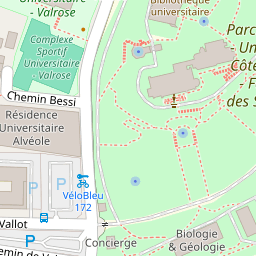 Universitaire
- Valrose
Complexe
Sportif
Universitaire
- Valrose
Bibliothèque
universitaire
Parc
Un
Côte
- F
des S
Chemin Bessi
Résidence
Universitaire
Alvéole
VéloBleu
172
P
Vallot
P
Concierge
Biologie
& Géologie
emin de Va